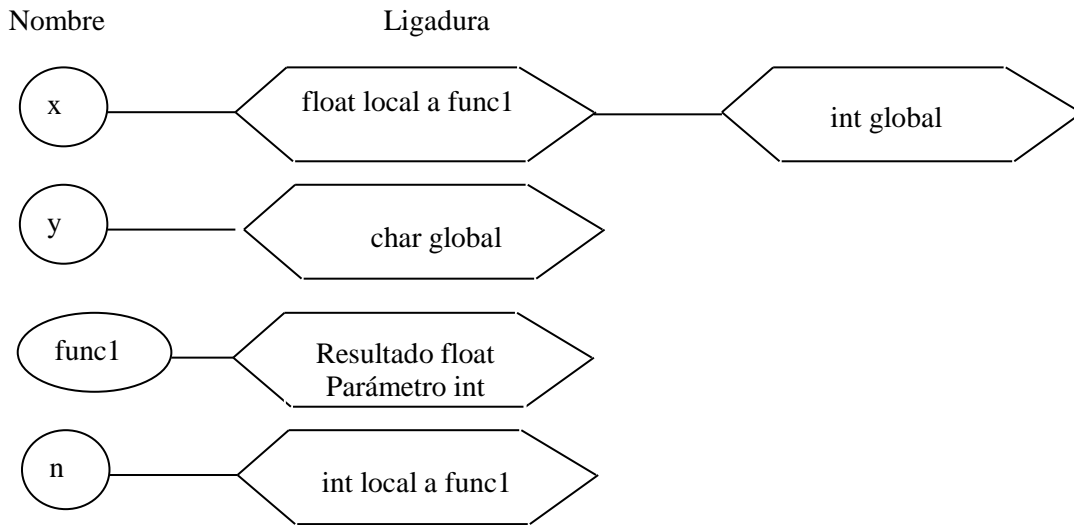 Nombre
Ligadura
x
float local a func1
int global
y
char global
func1
Resultado float
Parámetro int
n
int local a func1